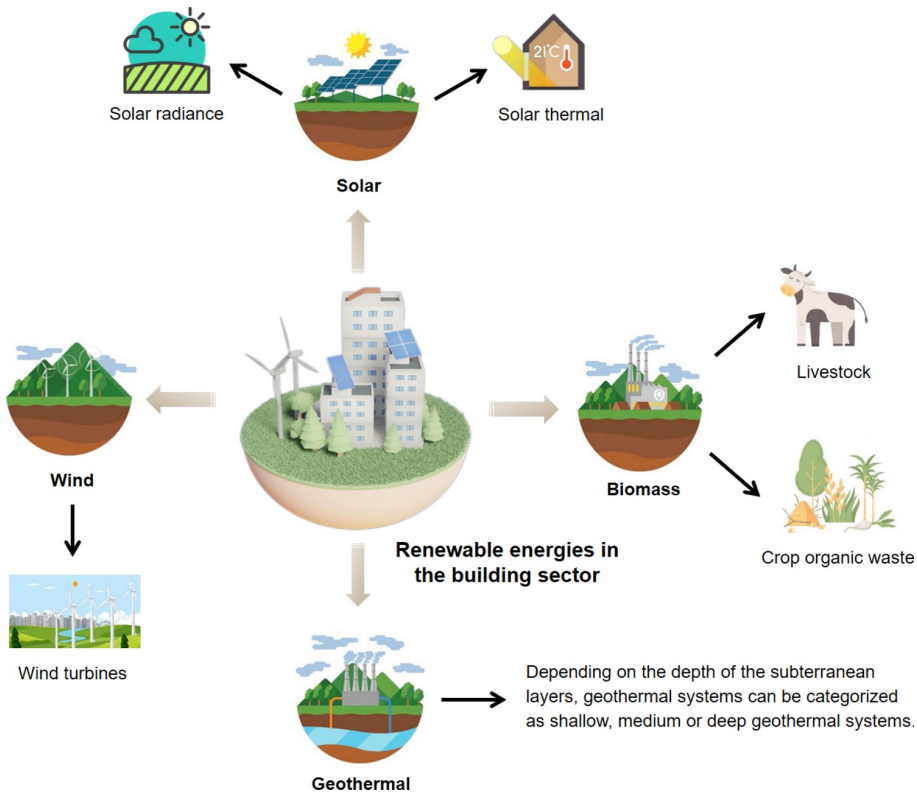 Solar radiance
21°C
Solar thermal
Solar
Livestock
Wind
Biomass
Renewable energies in
the building sector
Crop organic waste
Wind turbines
Depending on the depth of the subterranean
layers, geothermal systems can be categorized
as shallow, medium or deep geothermal systems.
Geothermal